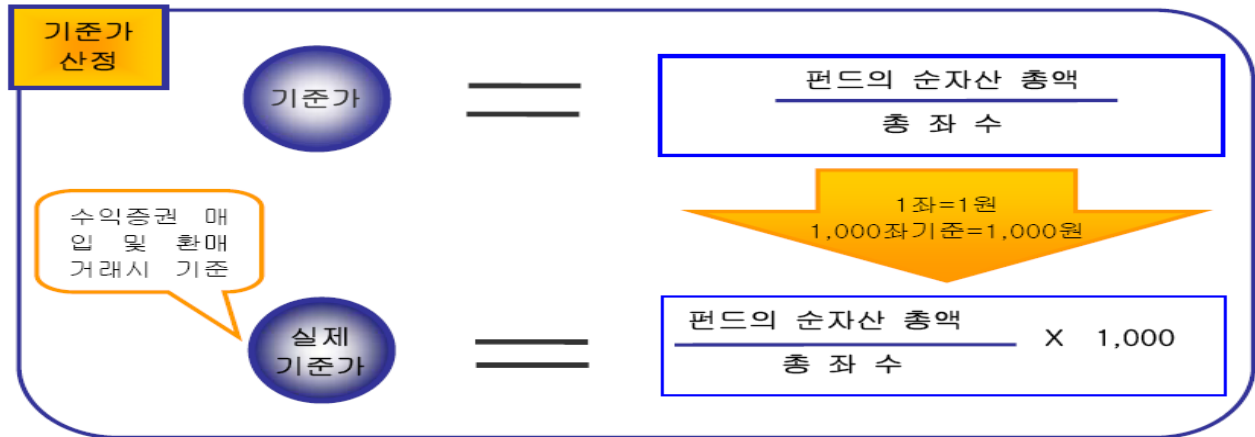 기준가
산정
기준가
펀드의 순자산 총액
총 좌 수
1좌=1원
1,000좌기준=1,000원
수익증권 매
입 및 환매
거래시 기준
실제
기준가
펀드의 순자산 총액
총 좌 수
X 1,000